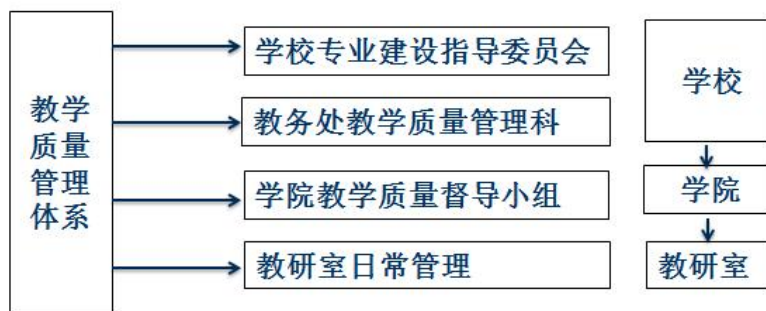 教学
质量
管理
体系
学校专业建设指导委员会
教务处教学质量管理科
学院教学质量督导小组
教研室日常管理
学校
学院
教研室